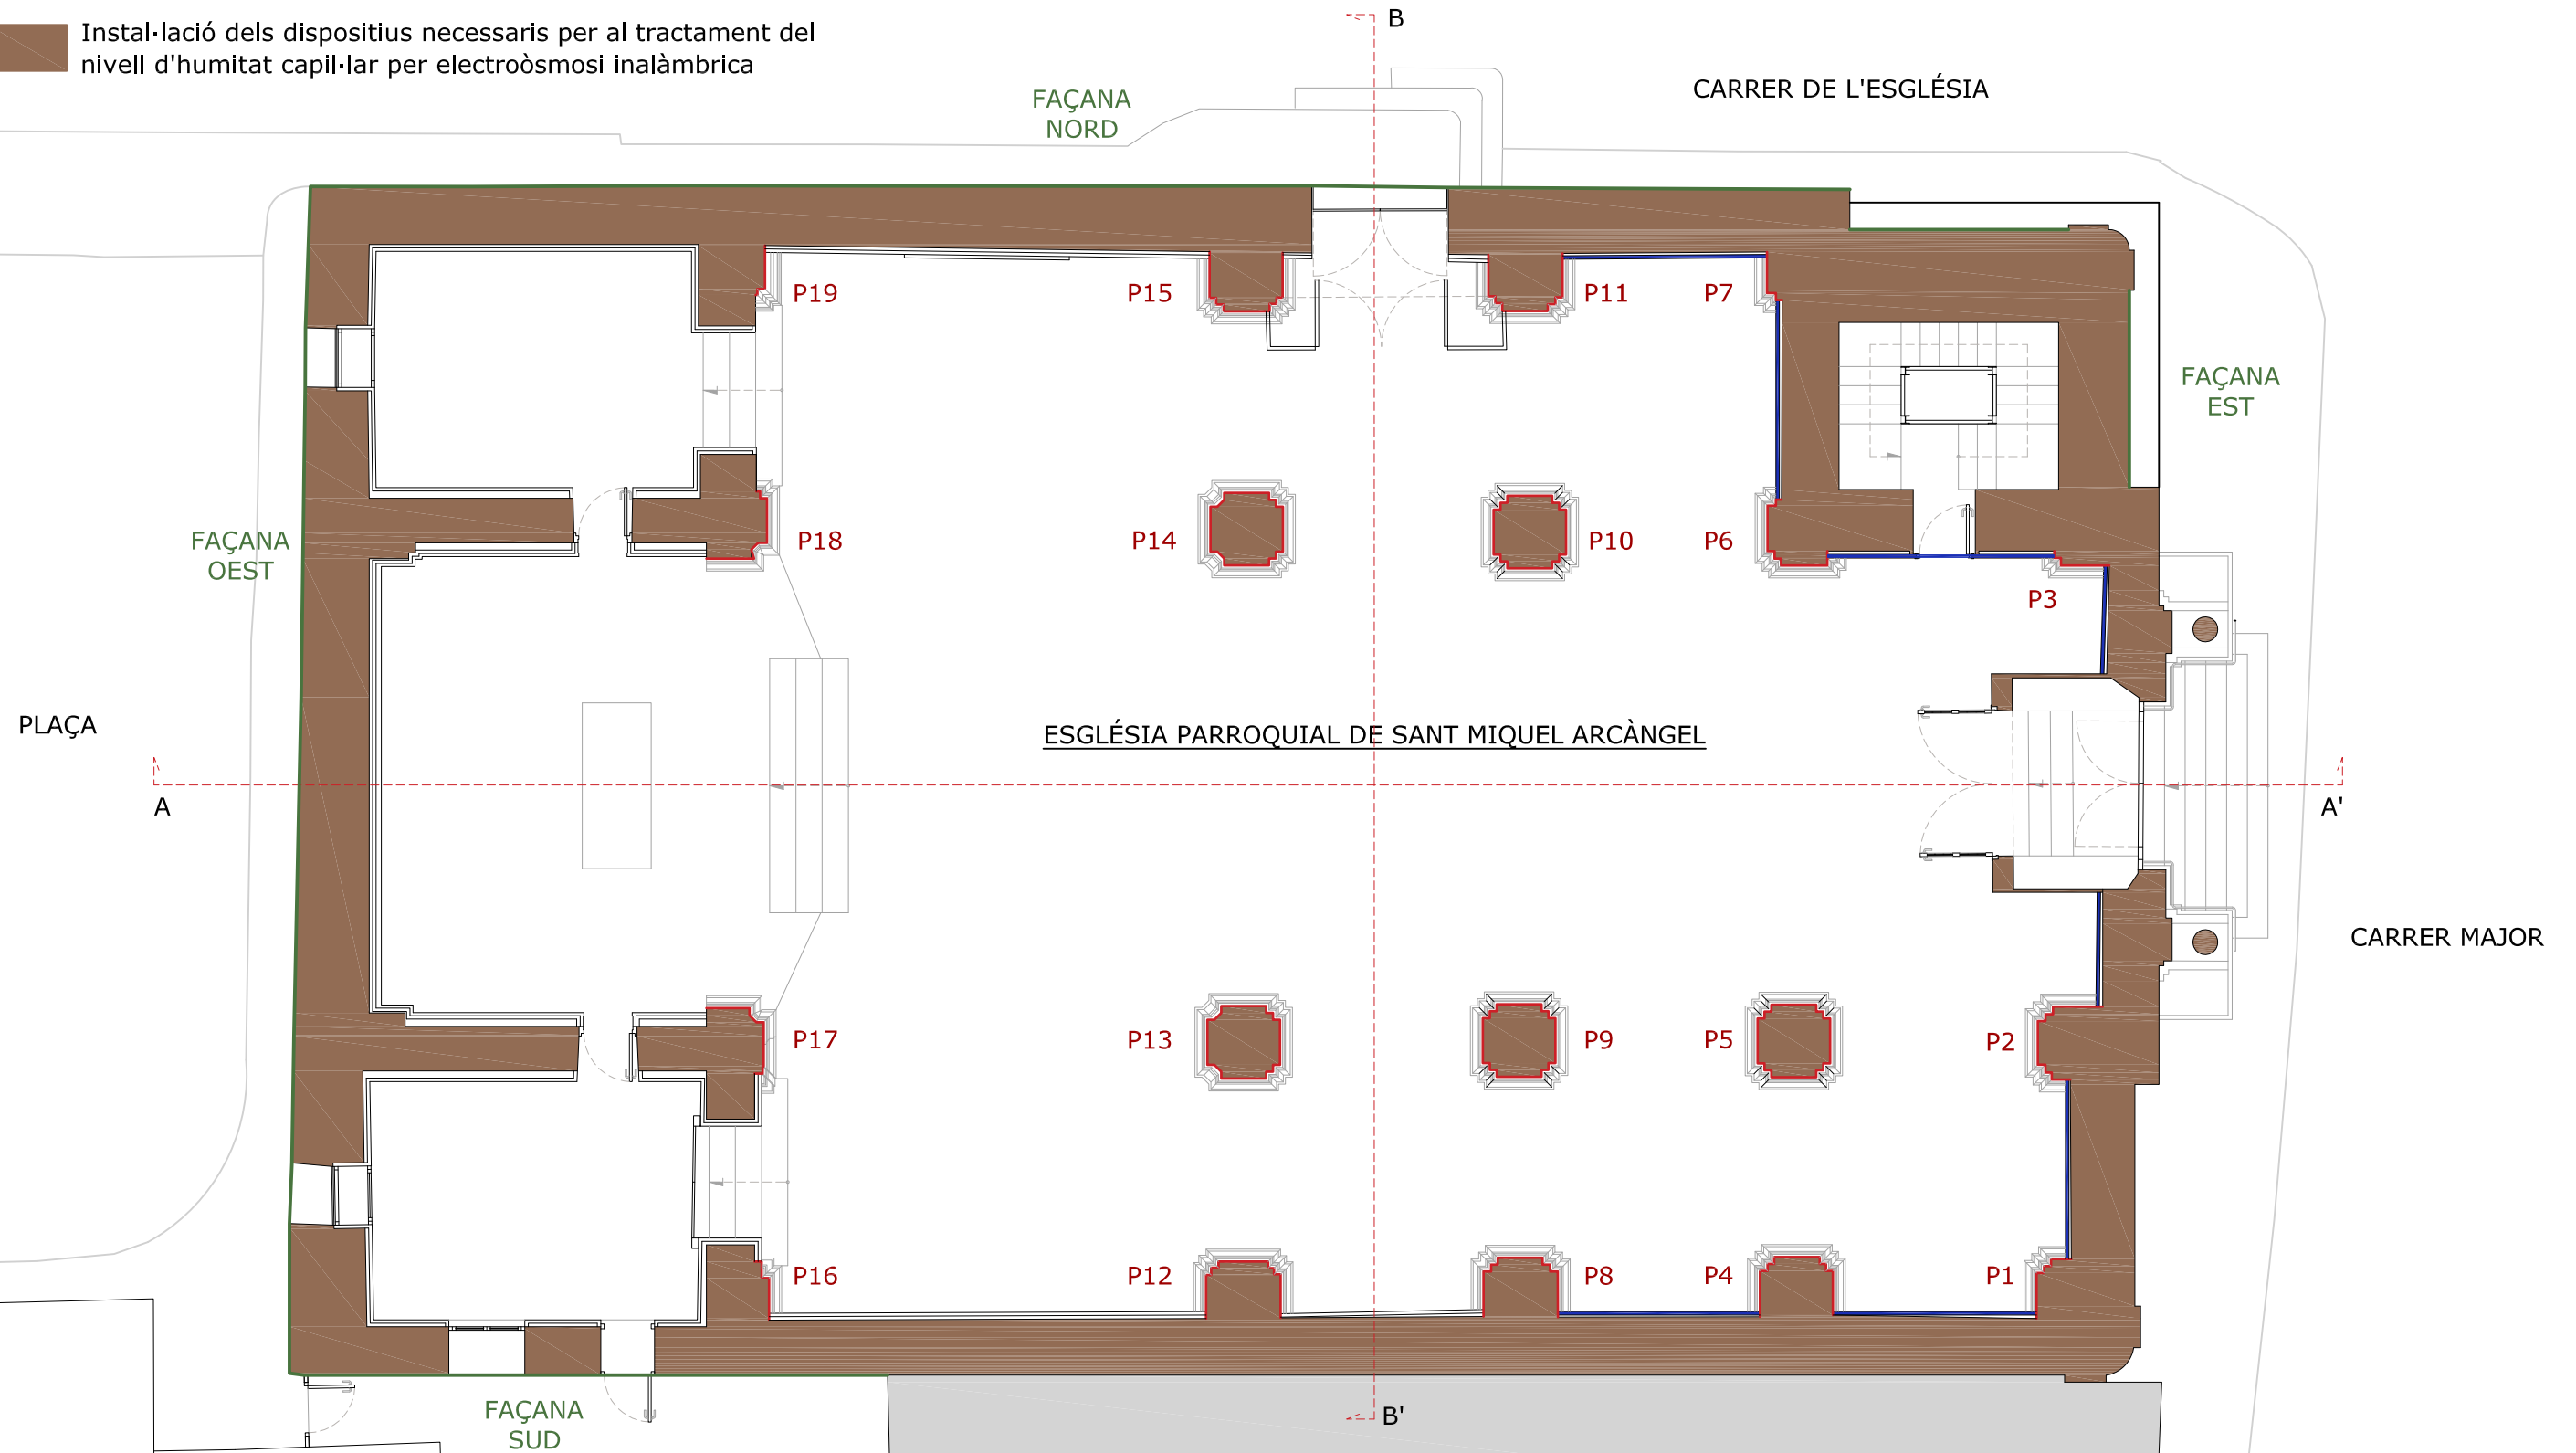 Instal·lació dels dispositius necessaris per al tractament del
nivell d'humitat capil·lar per electroòsmosi inalàmbrica
B
CARRER DE L'ESGLÉSIA
FAÇANA
NORD
P19
P15
P11
P7
FAÇANA
EST
FAÇANA
OEST
P18
P14
P10
P6
P3
PLAÇA
ESGLÉSIA PARROQUIAL DE SANT MIQUEL ARCÀNGEL
A
A'
CARRER MAJOR
P17
P13
P9
P5
P2
P16
P12
P8
P4
P1
FAÇANA
SUD
B'